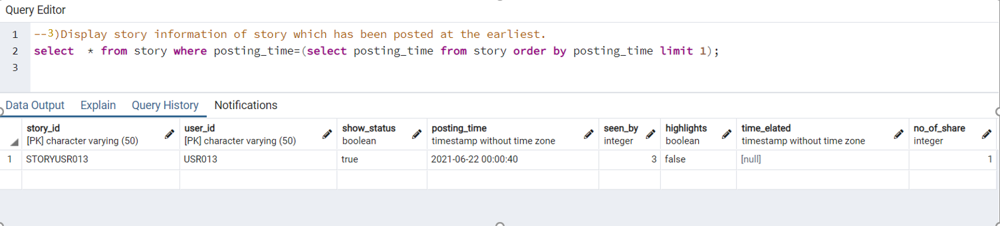 Query Editor
1 --3)Display story information of story which has been posted at the earliest.
2 select  * from story where posting_time=(select posting_time from story order by posting_time limit 1);
3
Data Output Explain Query History Notifications
story_id user_id show_status posting_time seen_by highlights time_elated no_of_share
[PK] character varying (50) [PK] character varying (50) boolean timestamp without time zone integer boolean timestamp without time zone integer
1 STORYUSR013 USR013 true 2021-06-22 00:00:40 3 false [null] 1